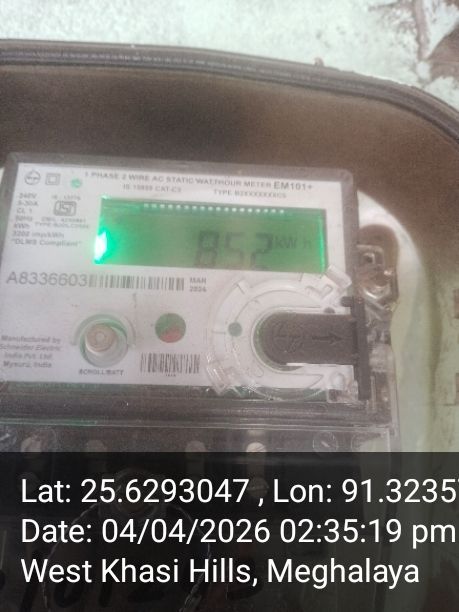 1 PHASE 2 WIRE AC STATIC WATTHOUR METER EM101+
IS 15959 CAT-C3
240V
5-30A
CL 1
50Hz
kWh
3200 imp/kWh
"DLMS Compliant"
852 kW h
A8336603
MAR
Manufactured by
Schneider Electric
India Pvt. Ltd.
Mysuru, India
SCROLL/BATT
Lat: 25.6293047 , Lon: 91.3235
Date: 04/04/2026 02:35:19 pm
West Khasi Hills, Meghalaya